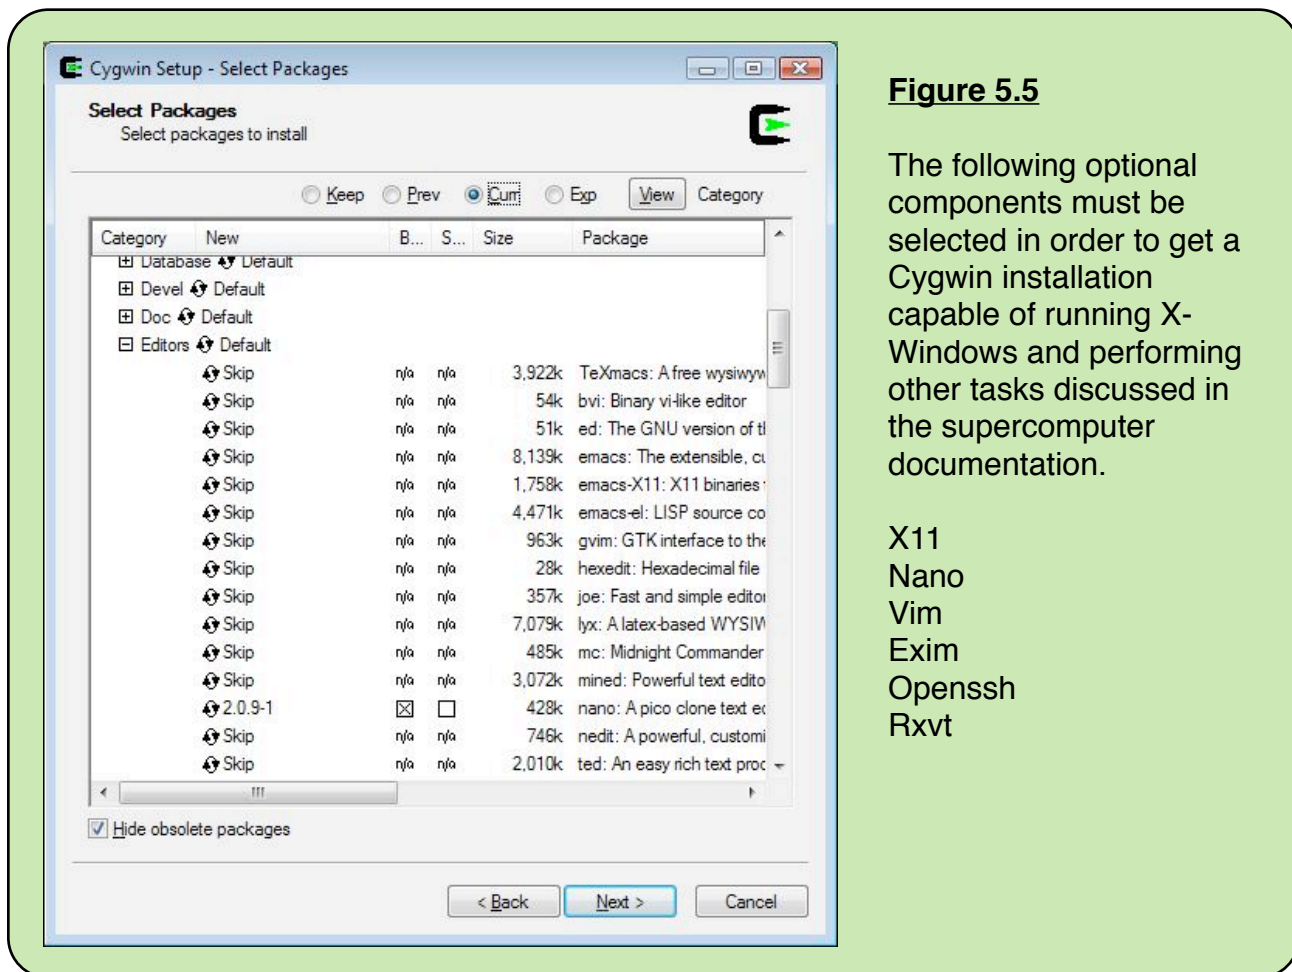 Cygwin Setup - Select Packages
Select Packages
Select packages to install
Keep Prev Curr Exp View Category
Category New B... S... Size Package
Database Default
Devel Default
Doc Default
Editors Default
Skip n/a n/a 3,922k TeXmacs: A free wysiwyw
Skip n/a n/a 54k bvi: Binary vi-like editor
Skip n/a n/a 51k ed: The GNU version of th
Skip n/a n/a 8,139k emacs: The extensible, cu
Skip n/a n/a 1,758k emacs-X11: X11 binaries
Skip n/a n/a 4,471k emacs-el: LISP source co
Skip n/a n/a 963k gvim: GTK interface to the
Skip n/a n/a 28k hexedit: Hexadecimal file
Skip n/a n/a 357k joe: Fast and simple editor
Skip n/a n/a 7,079k lyx: A latex-based WYSIW
Skip n/a n/a 485k mc: Midnight Commander
Skip n/a n/a 3,072k mined: Powerful text edito
2.0.9-1 428k nano: A pico clone text ed
Skip n/a n/a 746k nedit: A powerful, customi
Skip n/a n/a 2,010k ted: An easy rich text proc
Hide obsolete packages
< Back Next > Cancel
Figure 5.5
The following optional
components must be
selected in order to get a
Cygwin installation
capable of running X-
Windows and performing
other tasks discussed in
the supercomputer
documentation.
X11
Nano
Vim
Exim
Openssh
Rxvt